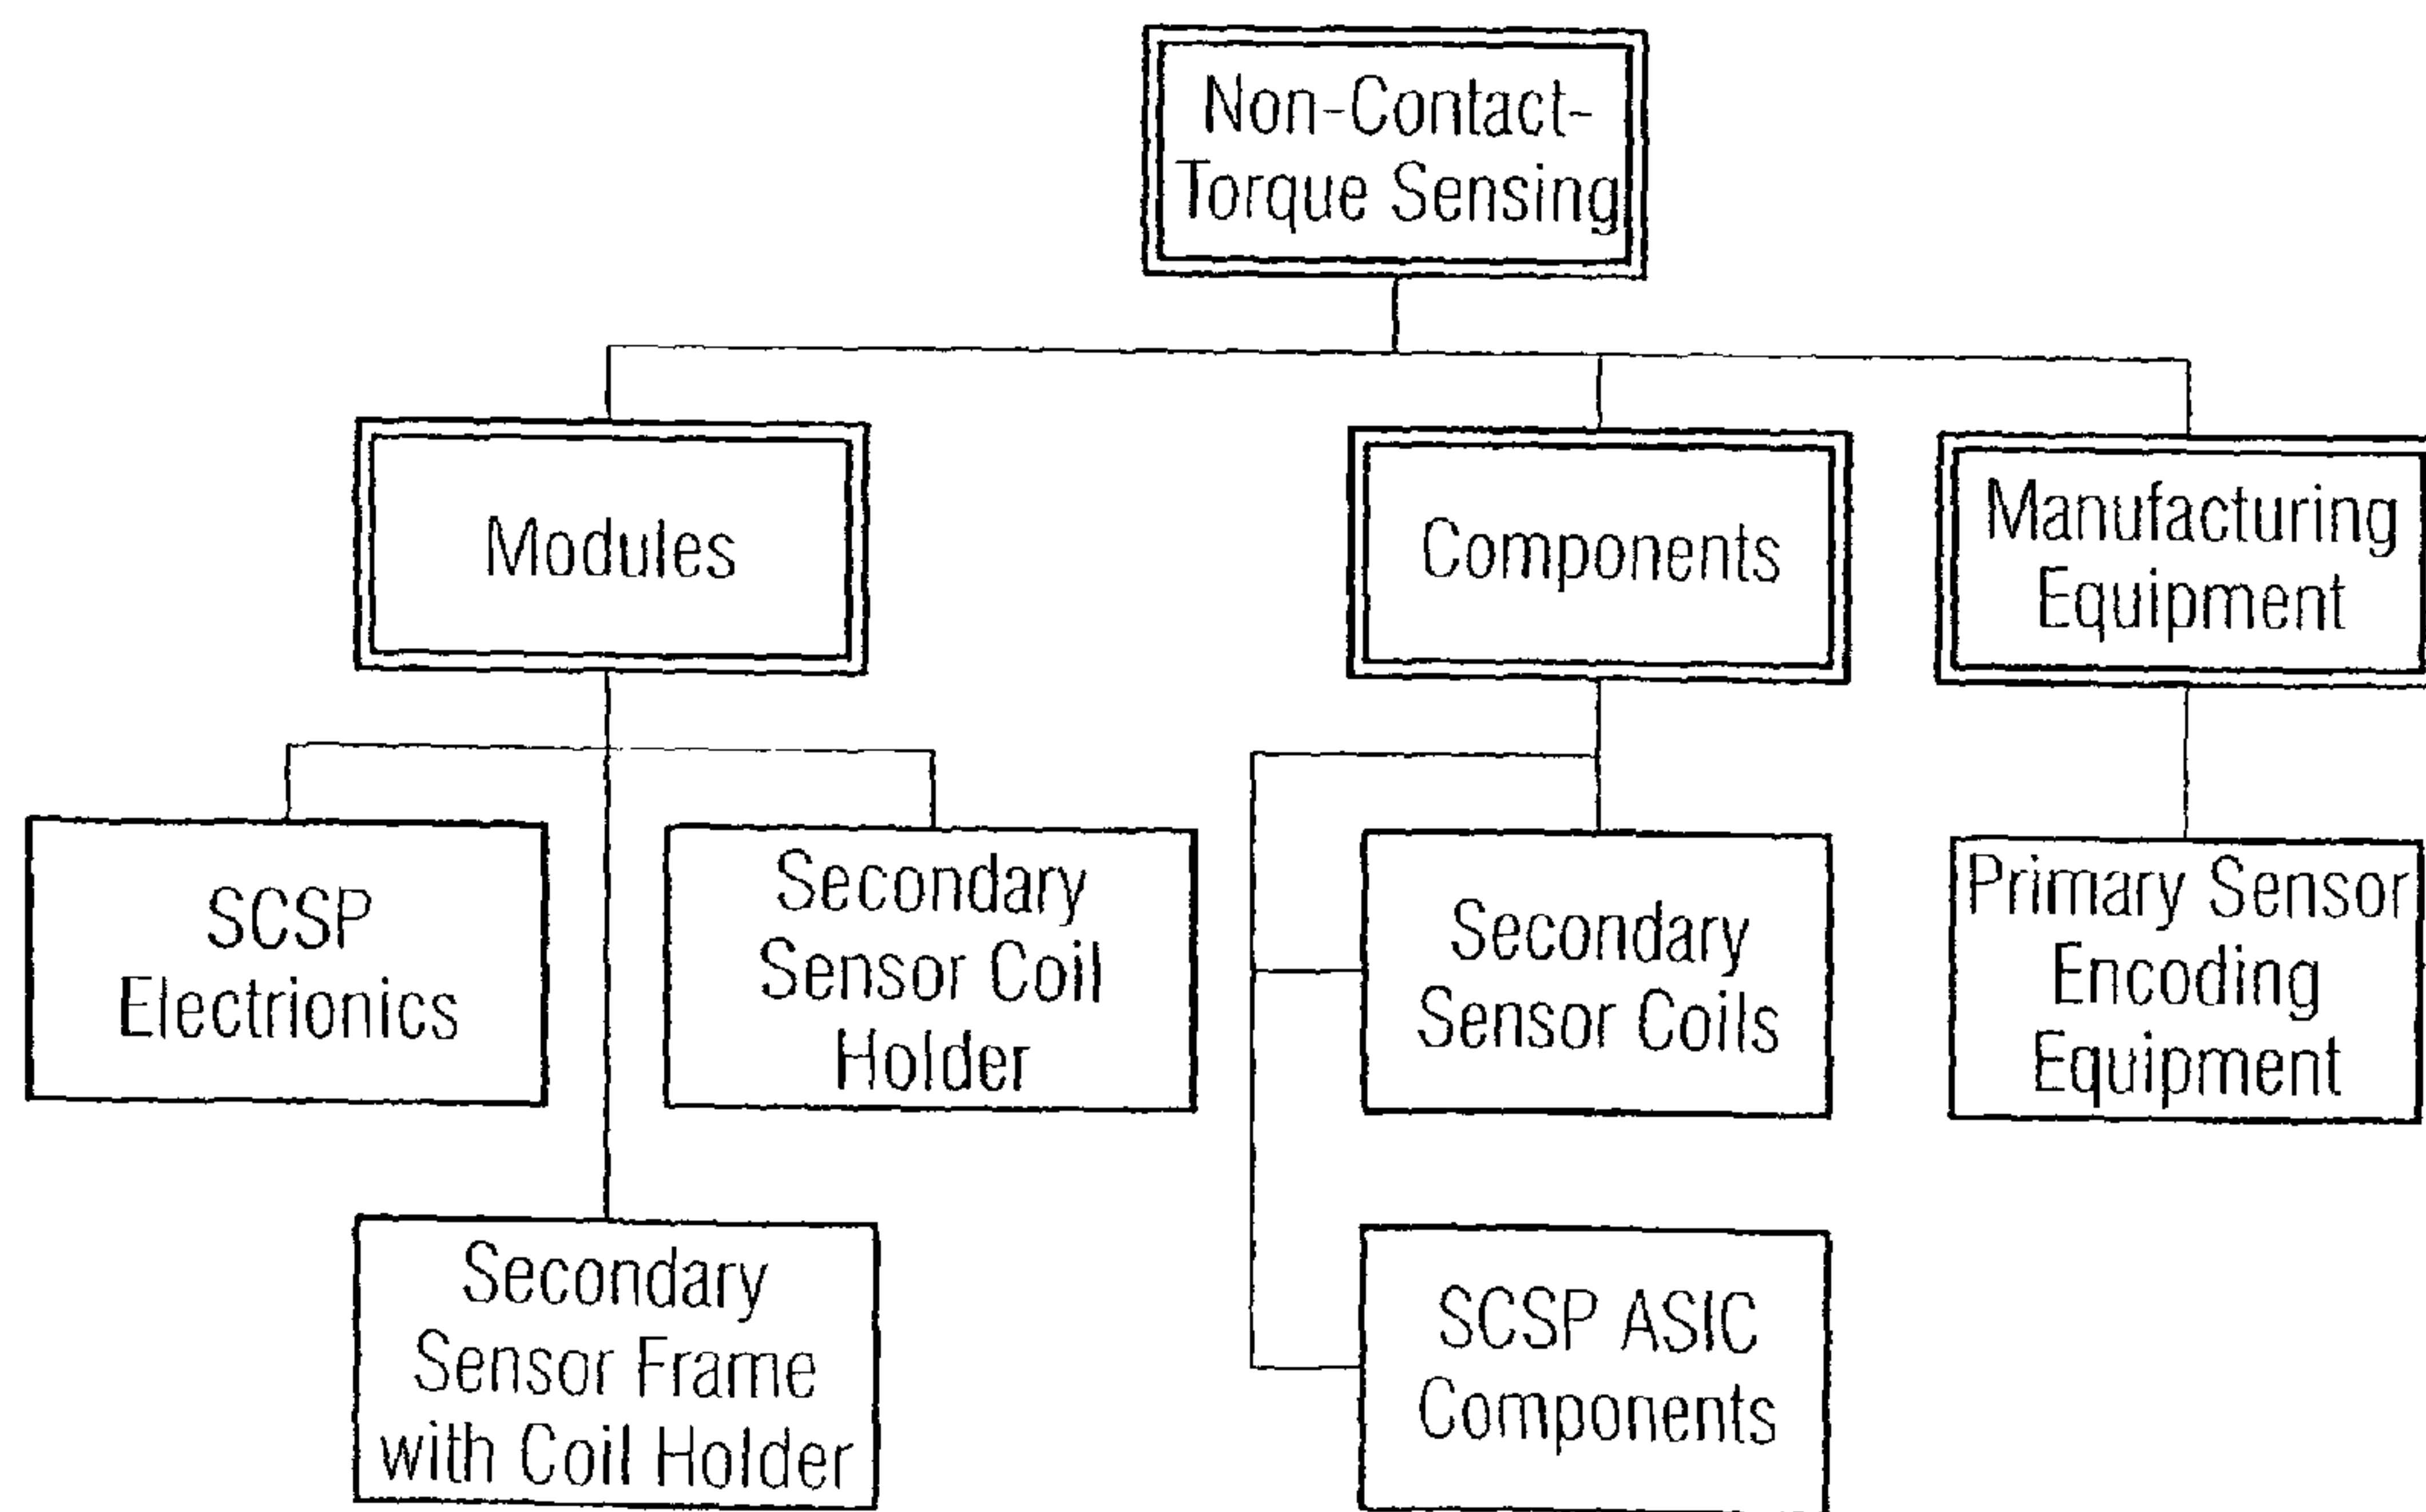 Non-Contact-
Torque Sensing
Modules
Components
Manufacturing
Equipment
SCSP
Electrionics
Secondary
Sensor Coil
Holder
Secondary
Sensor Coils
Primary Sensor
Encoding
Equipment
Secondary
Sensor Frame
with Coil Holder
SCSP ASIC
Components